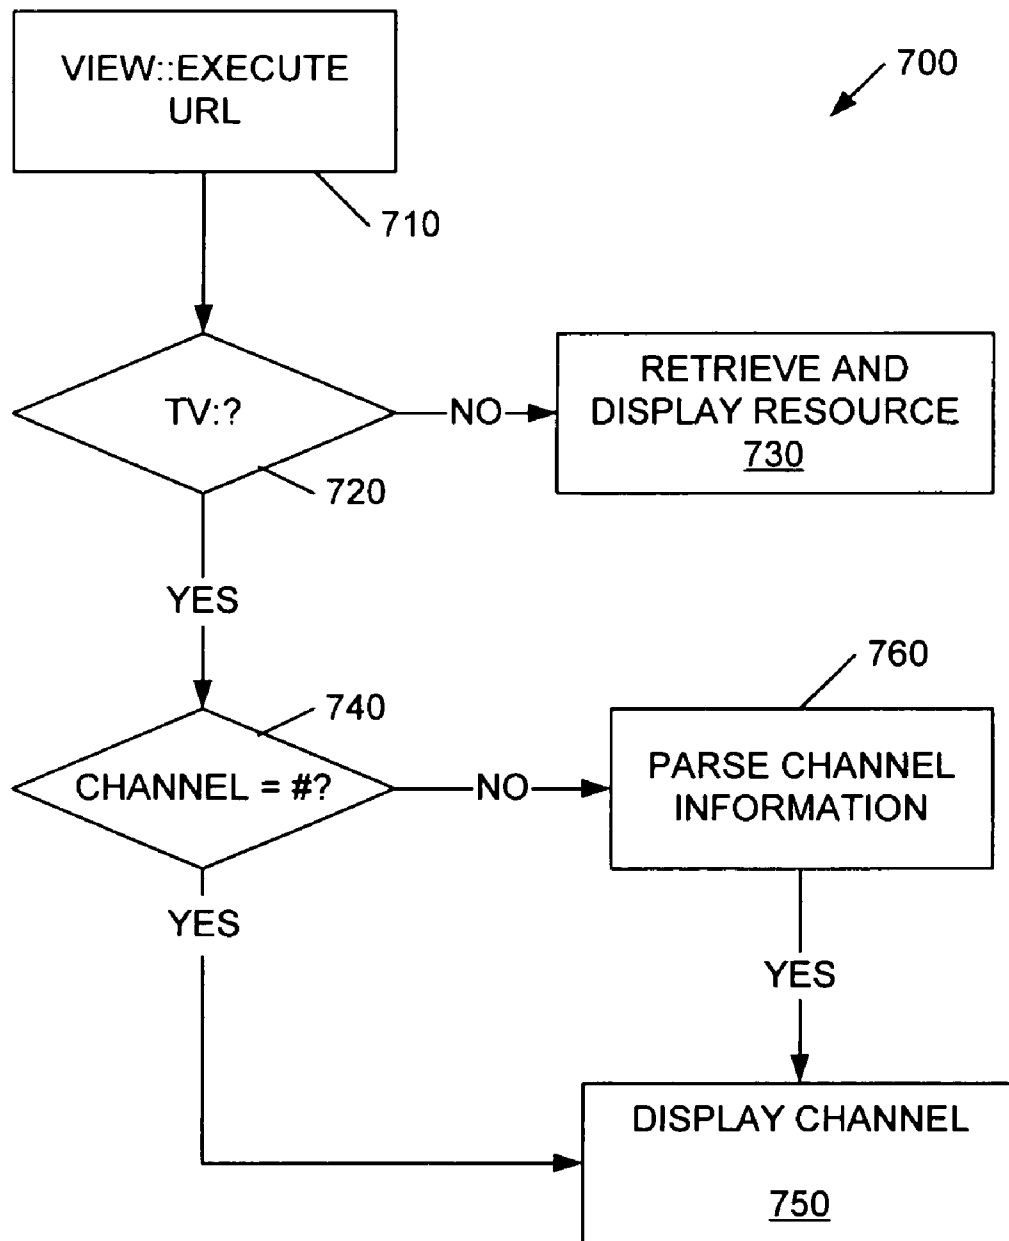 VIEW::EXECUTE
URL
700
710
TV:?
NO
RETRIEVE AND
DISPLAY RESOURCE
730
720
YES
760
740
CHANNEL = #?
NO
PARSE CHANNEL
INFORMATION
YES
YES
DISPLAY CHANNEL
750